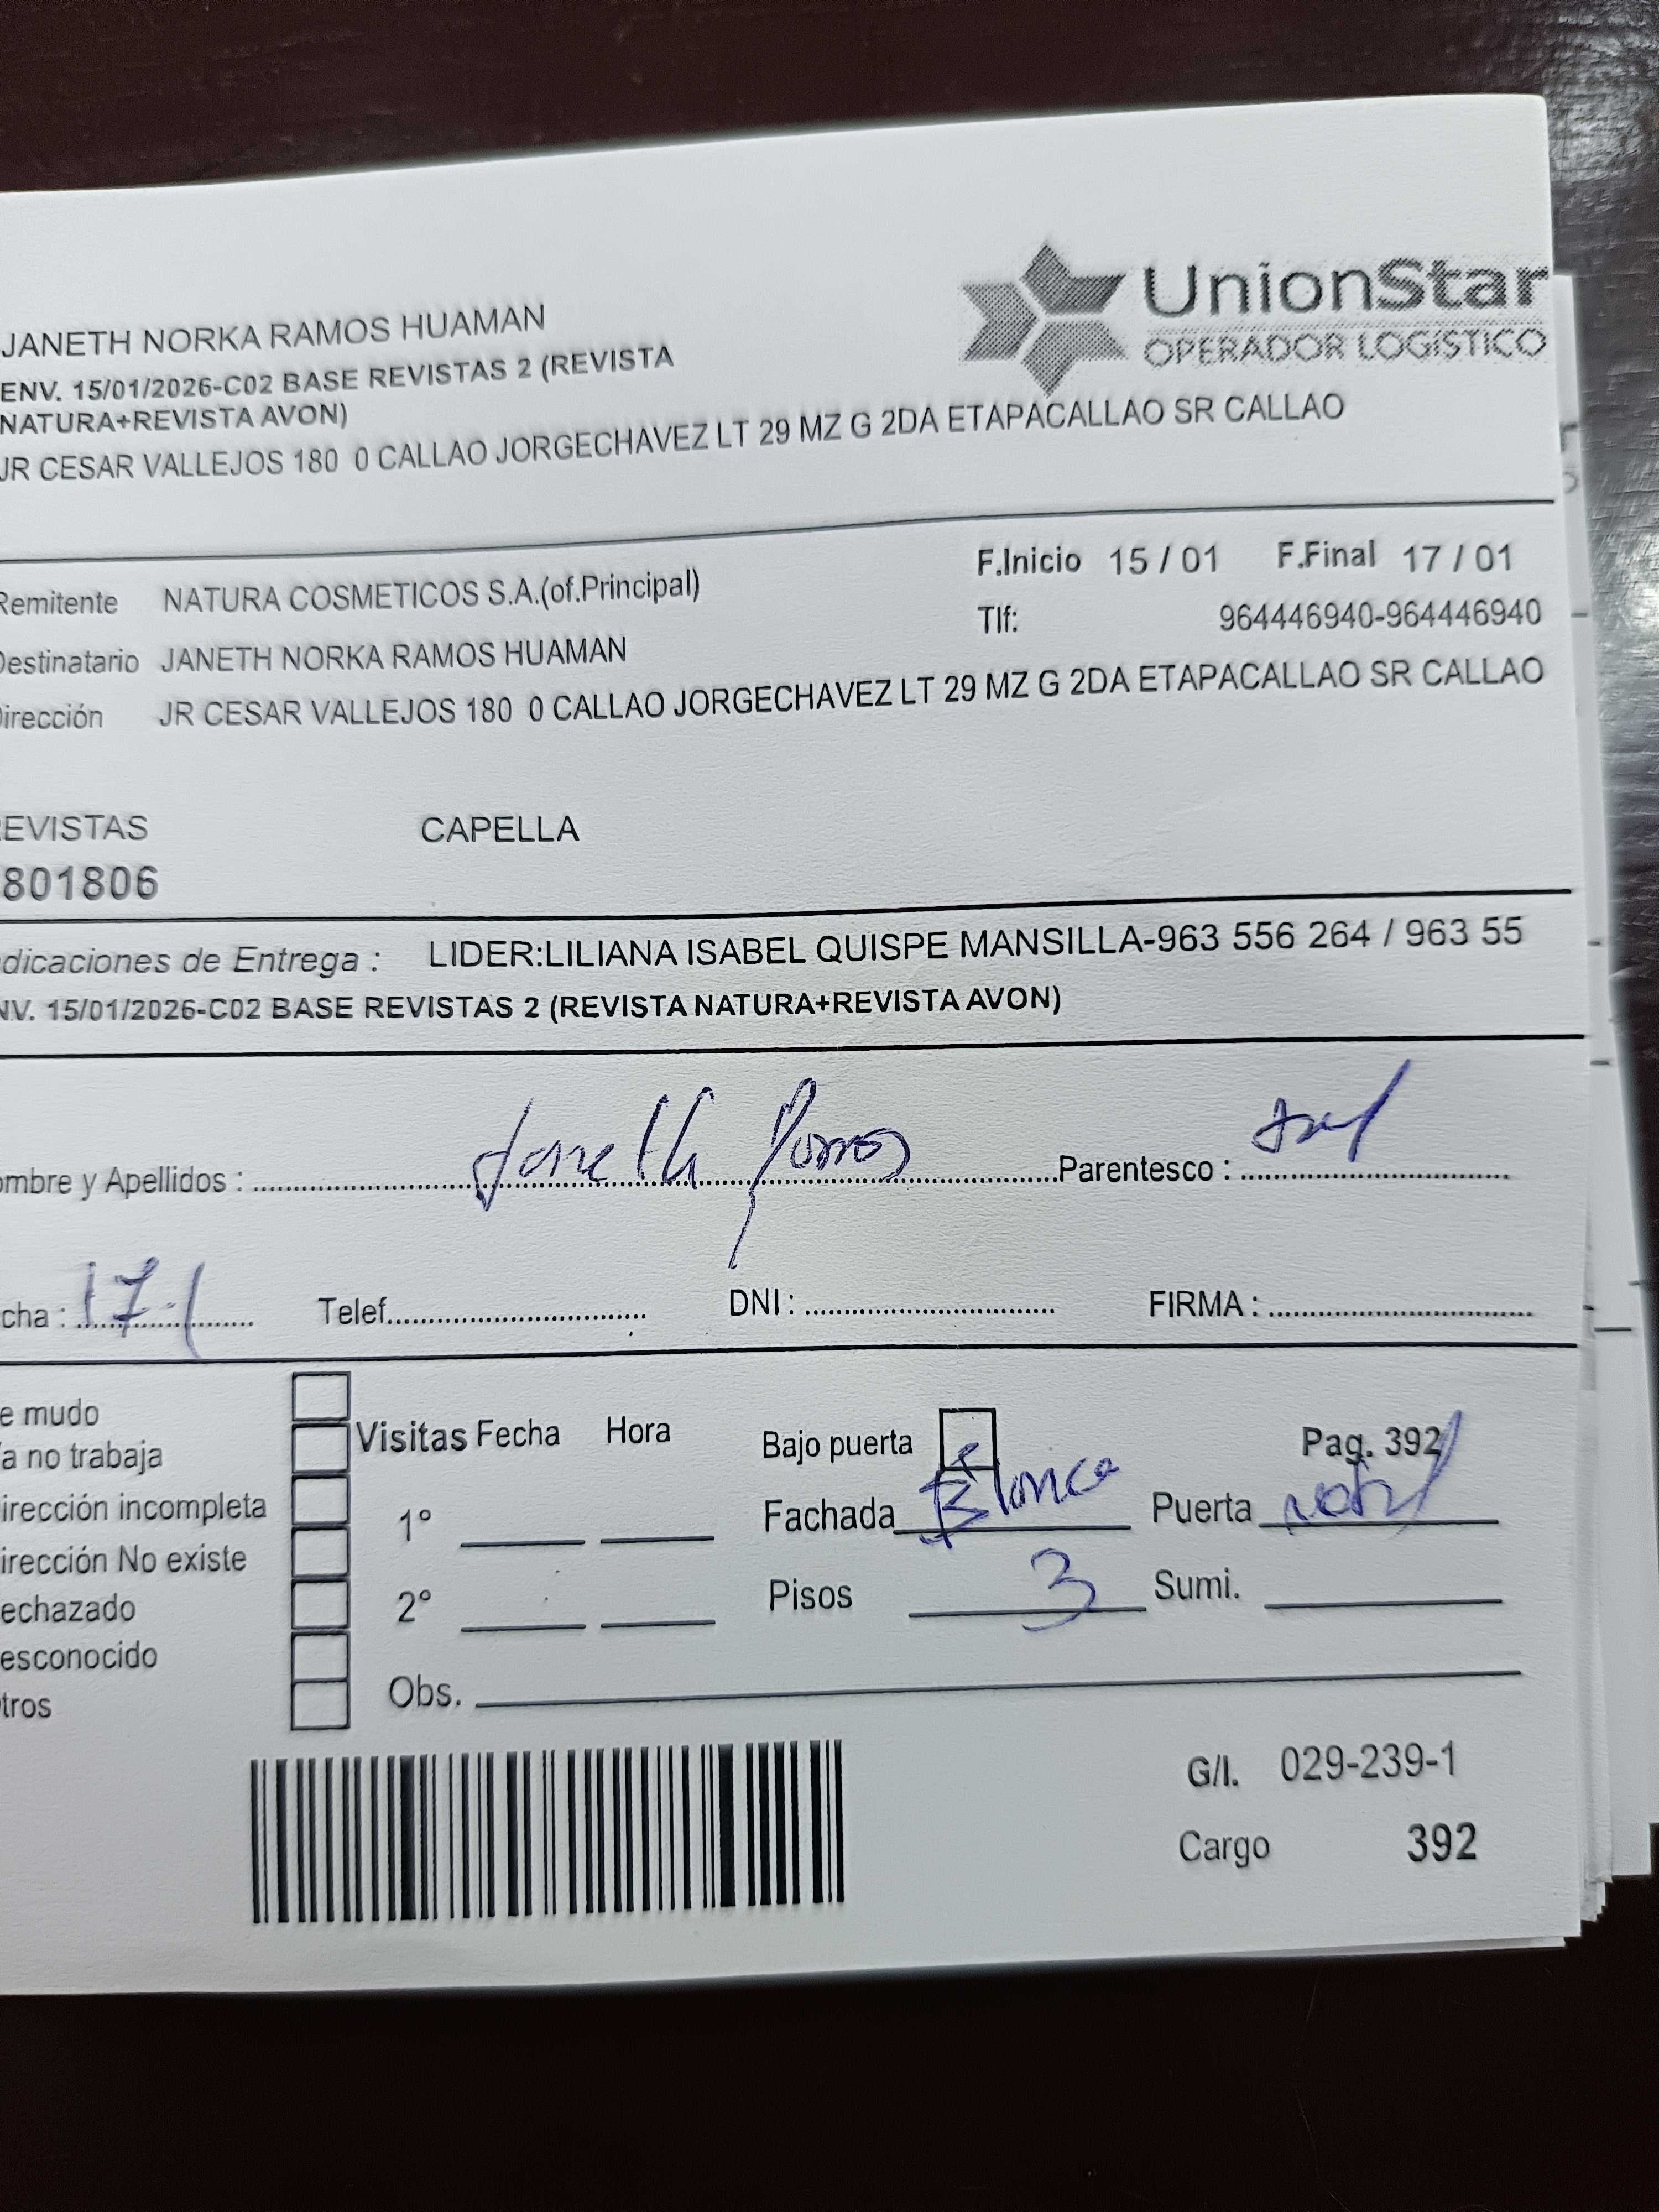 JANETH NORKA RAMOS HUAMAN
UnionStar
OPERADOR LOGÍSTICO
ENV. 15/01/2026-C02 BASE REVISTAS 2 (REVISTA
NATURA+REVISTA AVON)
JR CESAR VALLEJOS 180 0 CALLAO JORGECHAVEZ LT 29 MZ G 2DA ETAPACALLAO SR CALLAO
F.Inicio 15 / 01 F.Final 17 / 01
Remitente NATURA COSMETICOS S.A.(of.Principal)
Tlf: 964446940-964446940
Destinatario JANETH NORKA RAMOS HUAMAN
Dirección JR CESAR VALLEJOS 180 0 CALLAO JORGECHAVEZ LT 29 MZ G 2DA ETAPACALLAO SR CALLAO
EVISTAS CAPELLA
801806
dicaciones de Entrega : LIDER:LILIANA ISABEL QUISPE MANSILLA-963 556 264 / 963 55
NV. 15/01/2026-C02 BASE REVISTAS 2 (REVISTA NATURA+REVISTA AVON)
ombre y Apellidos : Janeth Ramos Parentesco :
cha : 17-1 Telef. DNI : FIRMA :
e mudo
a no trabaja
irección incompleta
irección No existe
echazado
esconocido
tros
Visitas Fecha Hora
1°
2°
Obs.
Bajo puerta Pag. 392
Fachada Blanca Puerta
Pisos 3 Sumi.
G/I. 029-239-1
Cargo 392